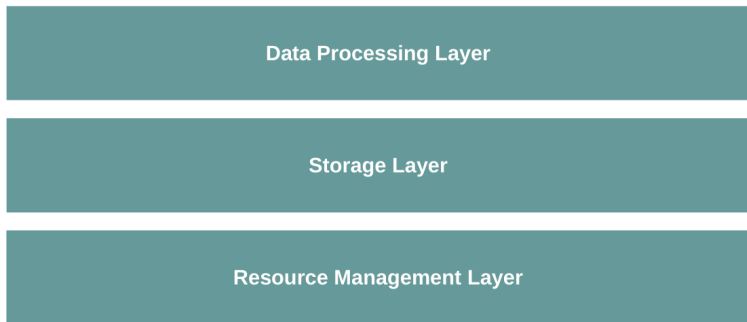 Data Processing Layer
Storage Layer
Resource Management Layer